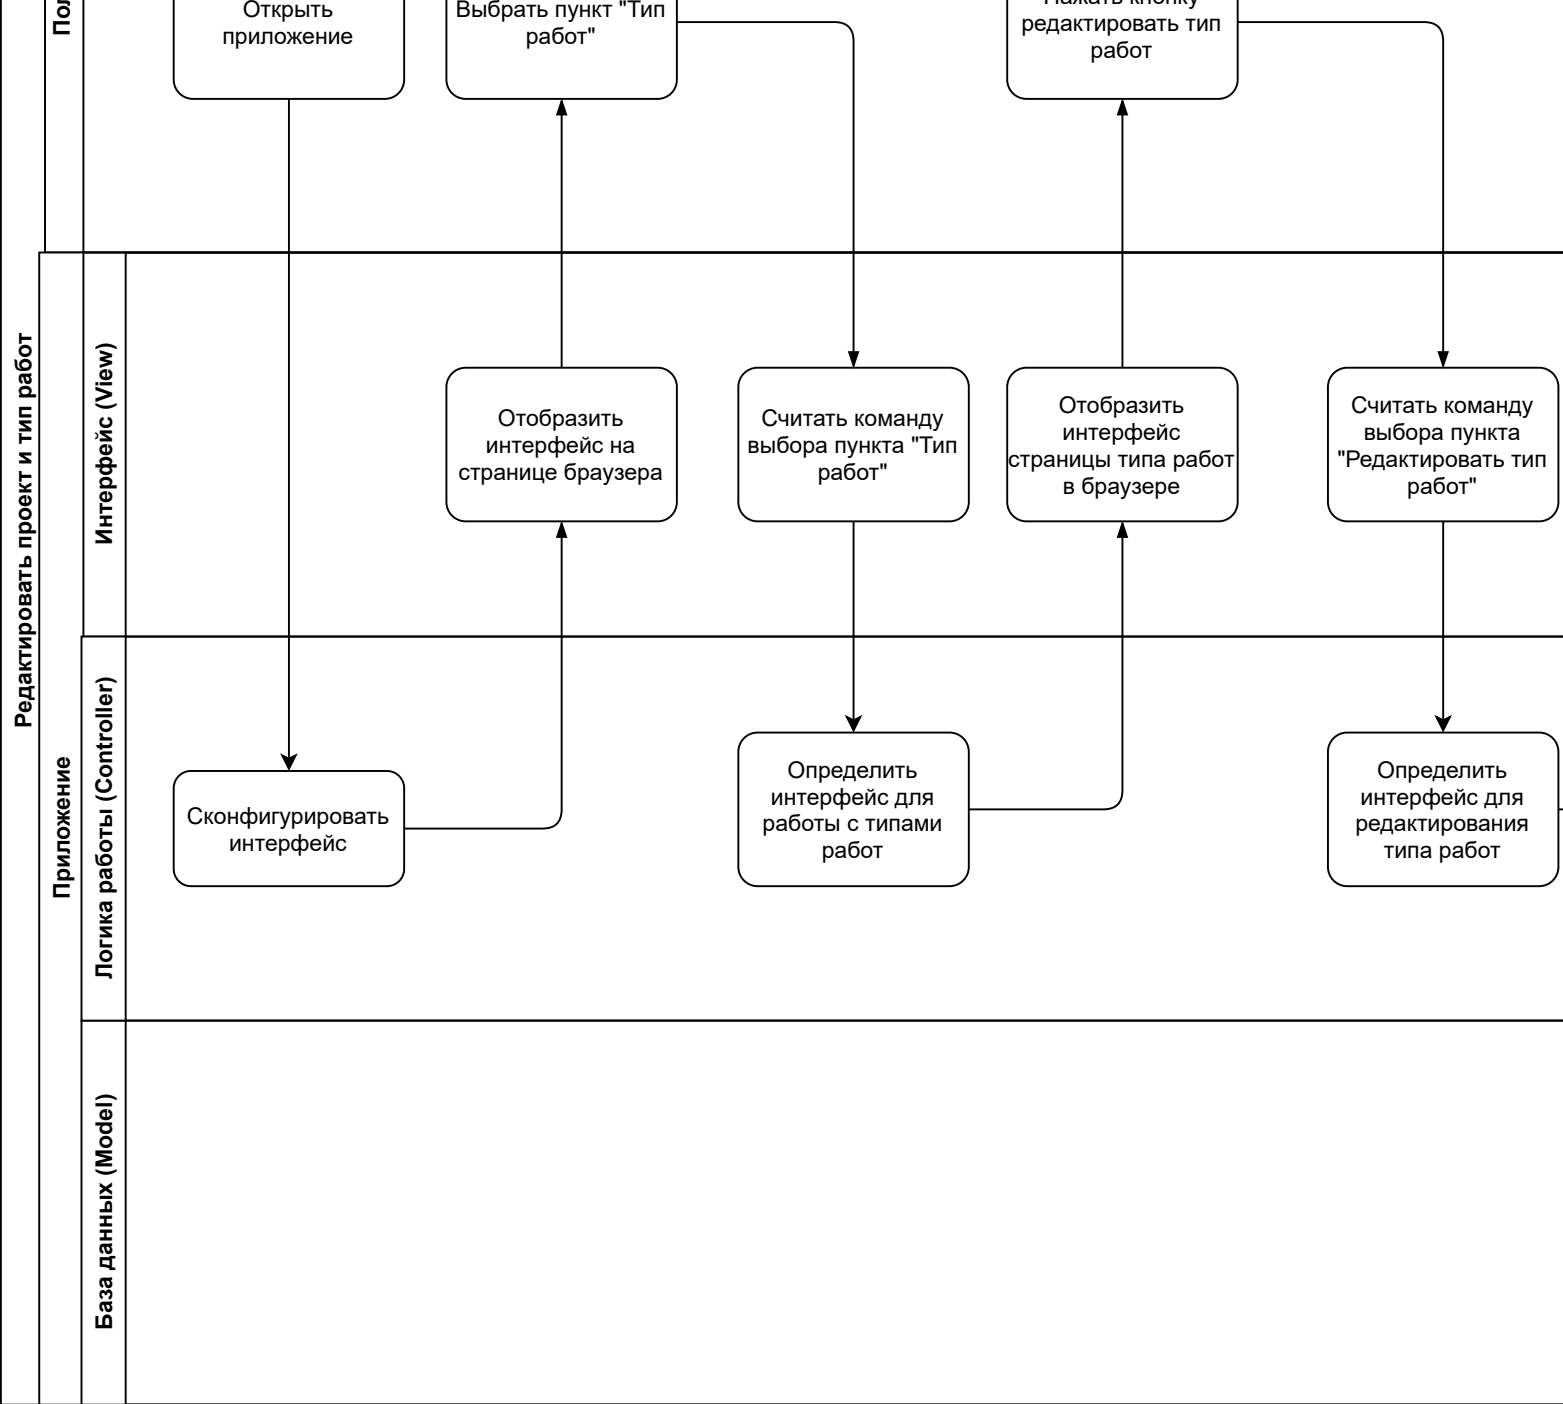 Открыть
приложение
Выбрать пункт "Тип
работ"
Нажать кнопку
редактировать тип
работ
Редактировать проект и тип работ
Приложение
Интерфейс (View)
Отобразить
интерфейс на
странице браузера
Считать команду
выбора пункта "Тип
работ"
Отобразить
интерфейс
страницы типа работ
в браузере
Считать команду
выбора пункта
"Редактировать тип
работ"
Логика работы (Controller)
Сконфигурировать
интерфейс
Определить
интерфейс для
работы с типами
работ
Определить
интерфейс для
редактирования
типа работ
База данных (Model)